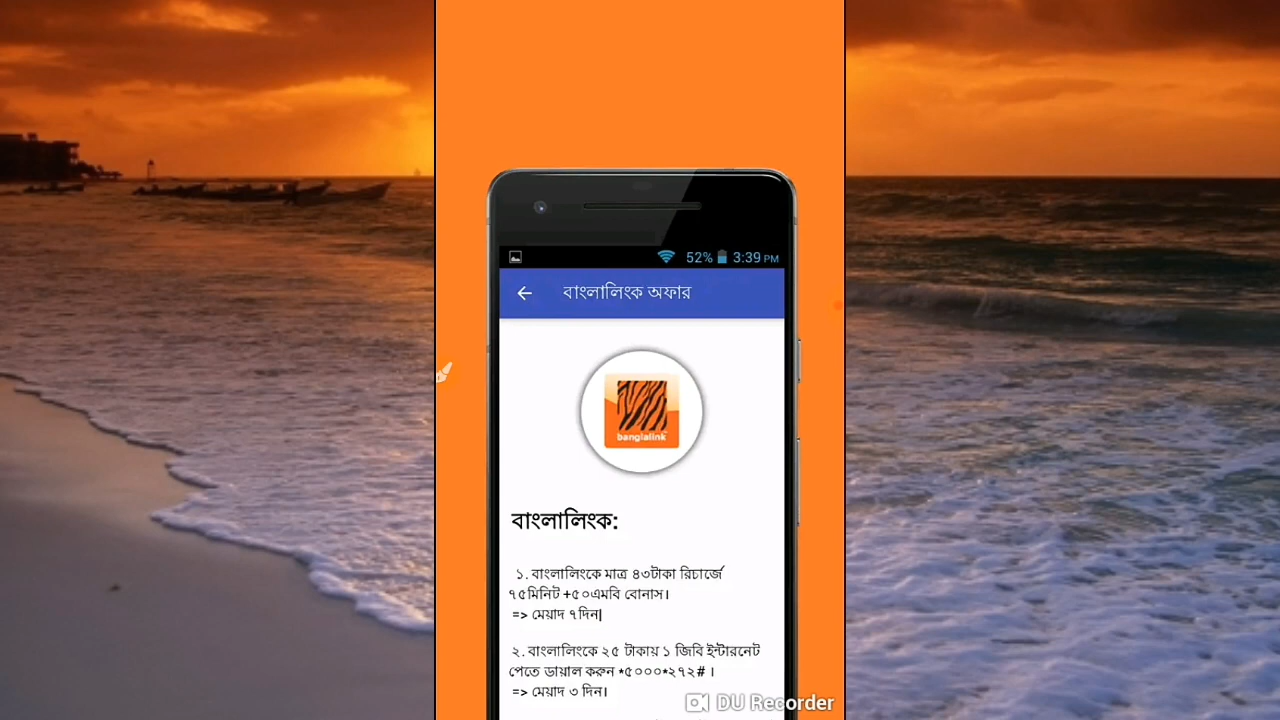 52% 3:39 PM
বাংলালিংক অফার
banglalink
বাংলালিংক:
১. বাংলালিংকে মাত্র ৪৩টাকা রিচার্জে
৭৫মিনিট +৫০এমবি বোনাস।
=> মেয়াদ ৭ দিন|
২. বাংলালিংকে ২৫ টাকায় ১ জিবি ইন্টারনেট
পেতে ডায়াল করুন *৫০০০*২৭২# ।
=> মেয়াদ ৩ দিন।
DU Recorder